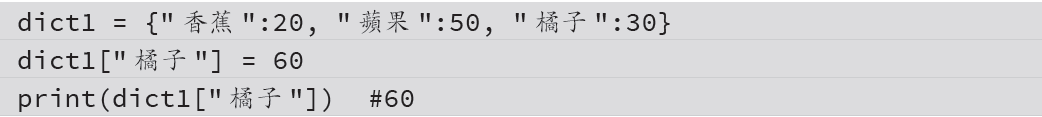 dict1 = {"香蕉":20, "蘋果":50, "橘子":30}
dict1["橘子"] = 60
print(dict1["橘子"])  #60